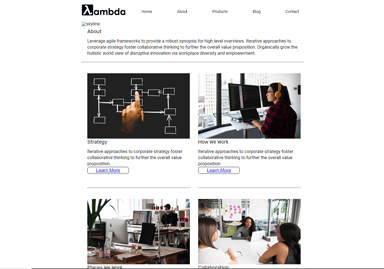 Lambda
Home About Products Blog Contact
skyline
About
Leverage agile frameworks to provide a robust synopsis for high level overviews. Iterative approaches to
corporate strategy foster collaborative thinking to further the overall value proposition. Organically grow the
holistic world view of disruptive innovation via workplace diversity and empowerment.
Strategy
Iterative approaches to corporate strategy foster
collaborative thinking to further the overall value
proposition.
Learn More
How We Work
Iterative approaches to corporate strategy foster
collaborative thinking to further the overall value
proposition.
Learn More
Places We Work
Collaboration